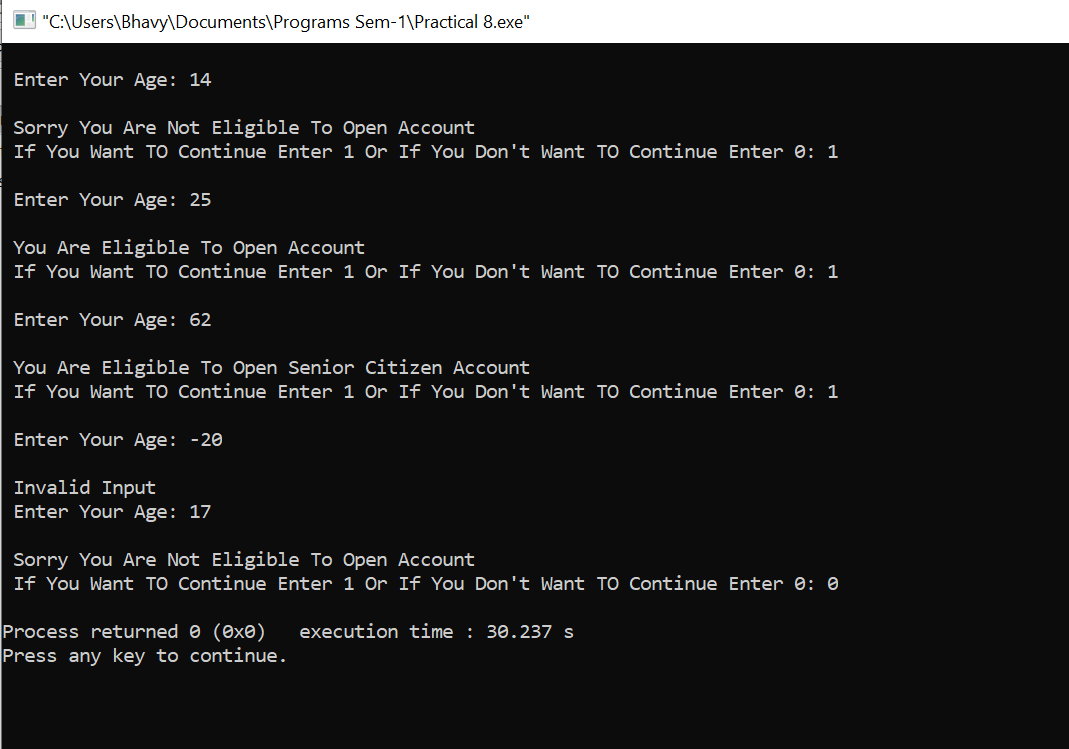 "C:\Users\Bhavy\Documents\Programs Sem-1\Practical 8.exe"
Enter Your Age: 14
Sorry You Are Not Eligible To Open Account
If You Want TO Continue Enter 1 Or If You Don't Want TO Continue Enter 0: 1
Enter Your Age: 25
You Are Eligible To Open Account
If You Want TO Continue Enter 1 Or If You Don't Want TO Continue Enter 0: 1
Enter Your Age: 62
You Are Eligible To Open Senior Citizen Account
If You Want TO Continue Enter 1 Or If You Don't Want TO Continue Enter 0: 1
Enter Your Age: -20
Invalid Input
Enter Your Age: 17
Sorry You Are Not Eligible To Open Account
If You Want TO Continue Enter 1 Or If You Don't Want TO Continue Enter 0: 0
Process returned 0 (0x0)   execution time : 30.237 s
Press any key to continue.